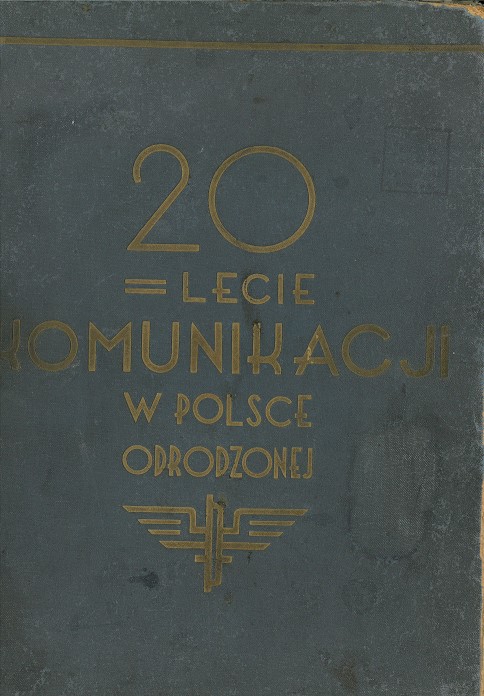 20
=LECIE
KOMUNIKACJI
W POLSCE
ODRODZONEJ